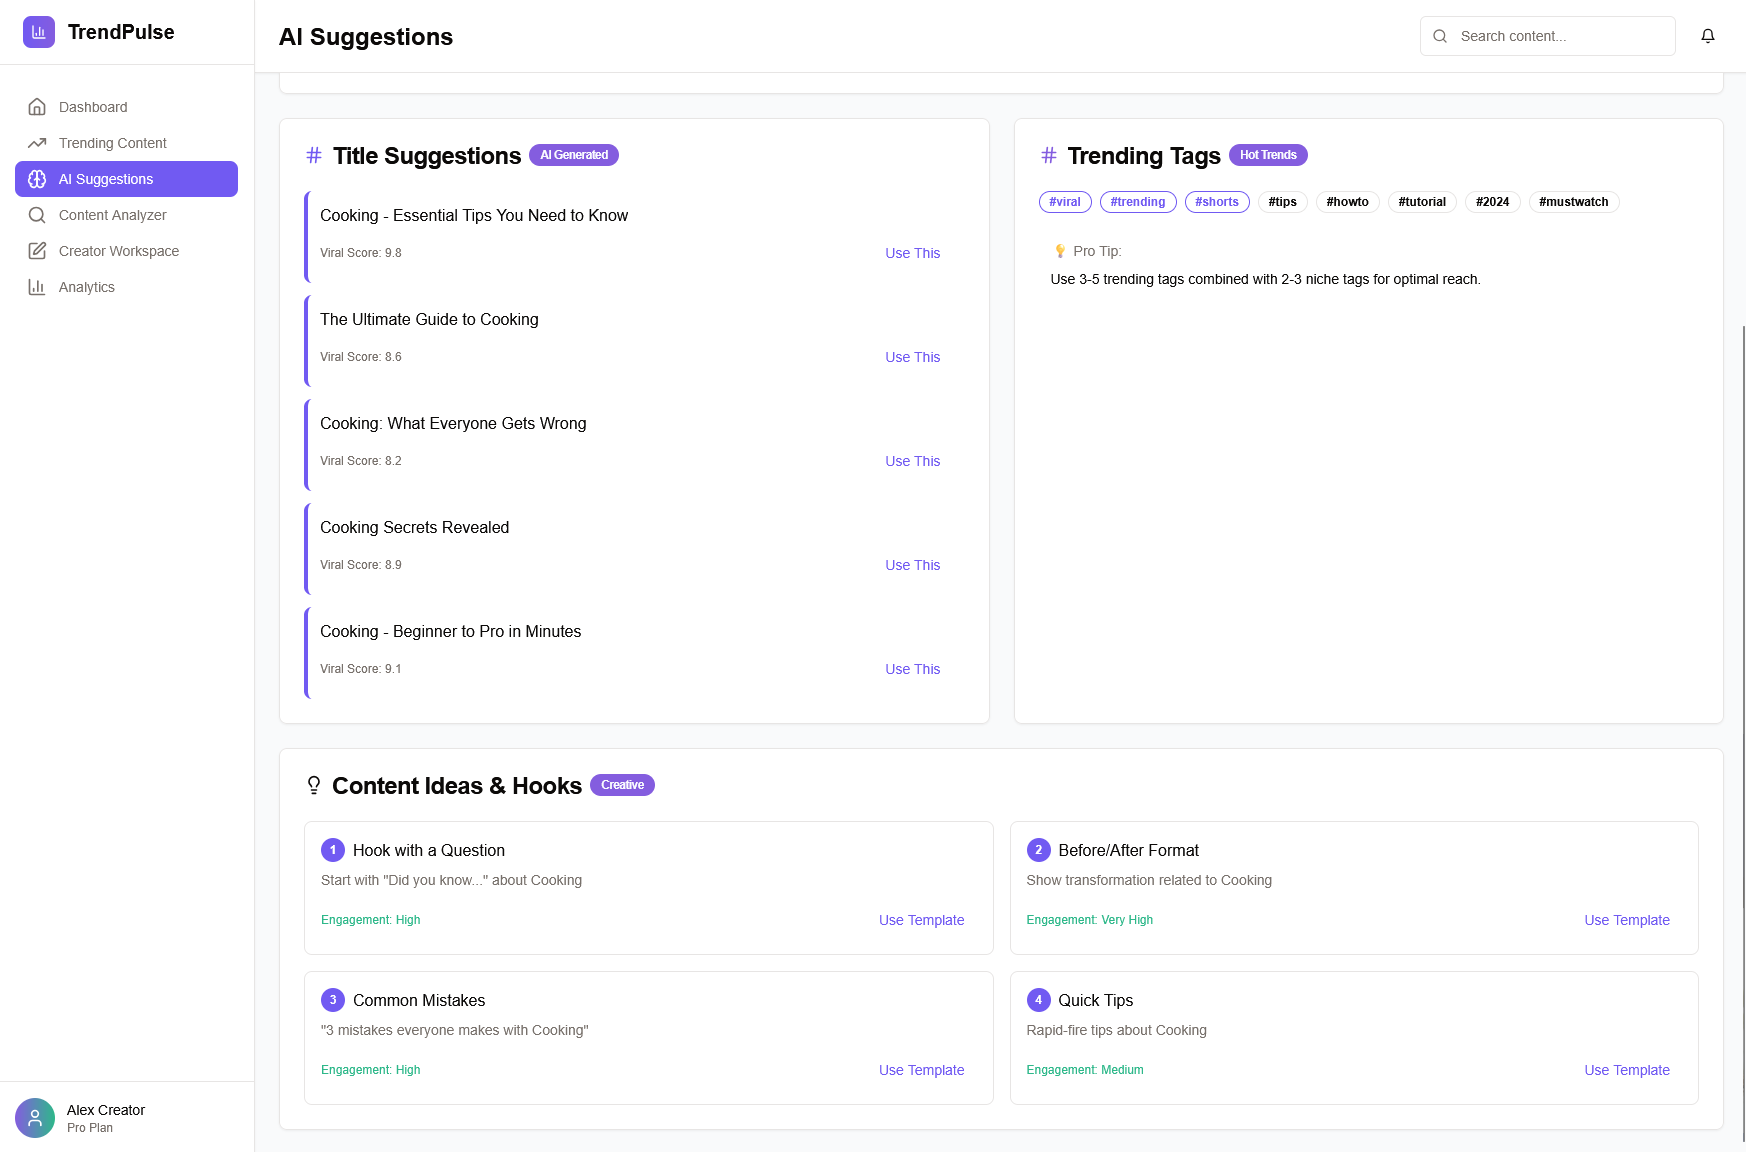 TrendPulse
AI Suggestions
Search content...
Dashboard
Trending Content
AI Suggestions
Content Analyzer
Creator Workspace
Analytics
Title Suggestions AI Generated
Cooking - Essential Tips You Need to Know
Viral Score: 9.8 Use This
The Ultimate Guide to Cooking
Viral Score: 8.6 Use This
Cooking: What Everyone Gets Wrong
Viral Score: 8.2 Use This
Cooking Secrets Revealed
Viral Score: 8.9 Use This
Cooking - Beginner to Pro in Minutes
Viral Score: 9.1 Use This
Trending Tags Hot Trends
#viral #trending #shorts #tips #howto #tutorial #2024 #mustwatch
💡 Pro Tip:
Use 3-5 trending tags combined with 2-3 niche tags for optimal reach.
Content Ideas & Hooks Creative
1 Hook with a Question
Start with "Did you know..." about Cooking
Engagement: High Use Template
2 Before/After Format
Show transformation related to Cooking
Engagement: Very High Use Template
3 Common Mistakes
"3 mistakes everyone makes with Cooking"
Engagement: High Use Template
4 Quick Tips
Rapid-fire tips about Cooking
Engagement: Medium Use Template
Alex Creator
Pro Plan